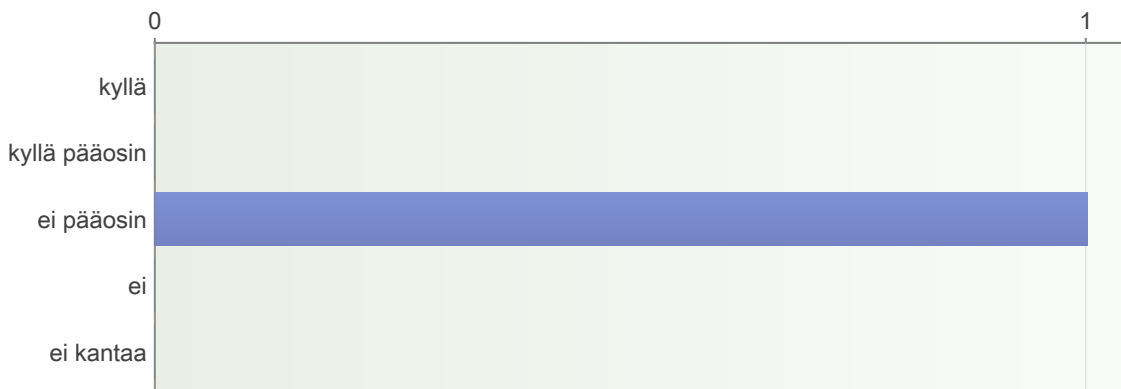 0 1
kyllä
kyllä pääosin
ei pääosin
ei
ei kantaa